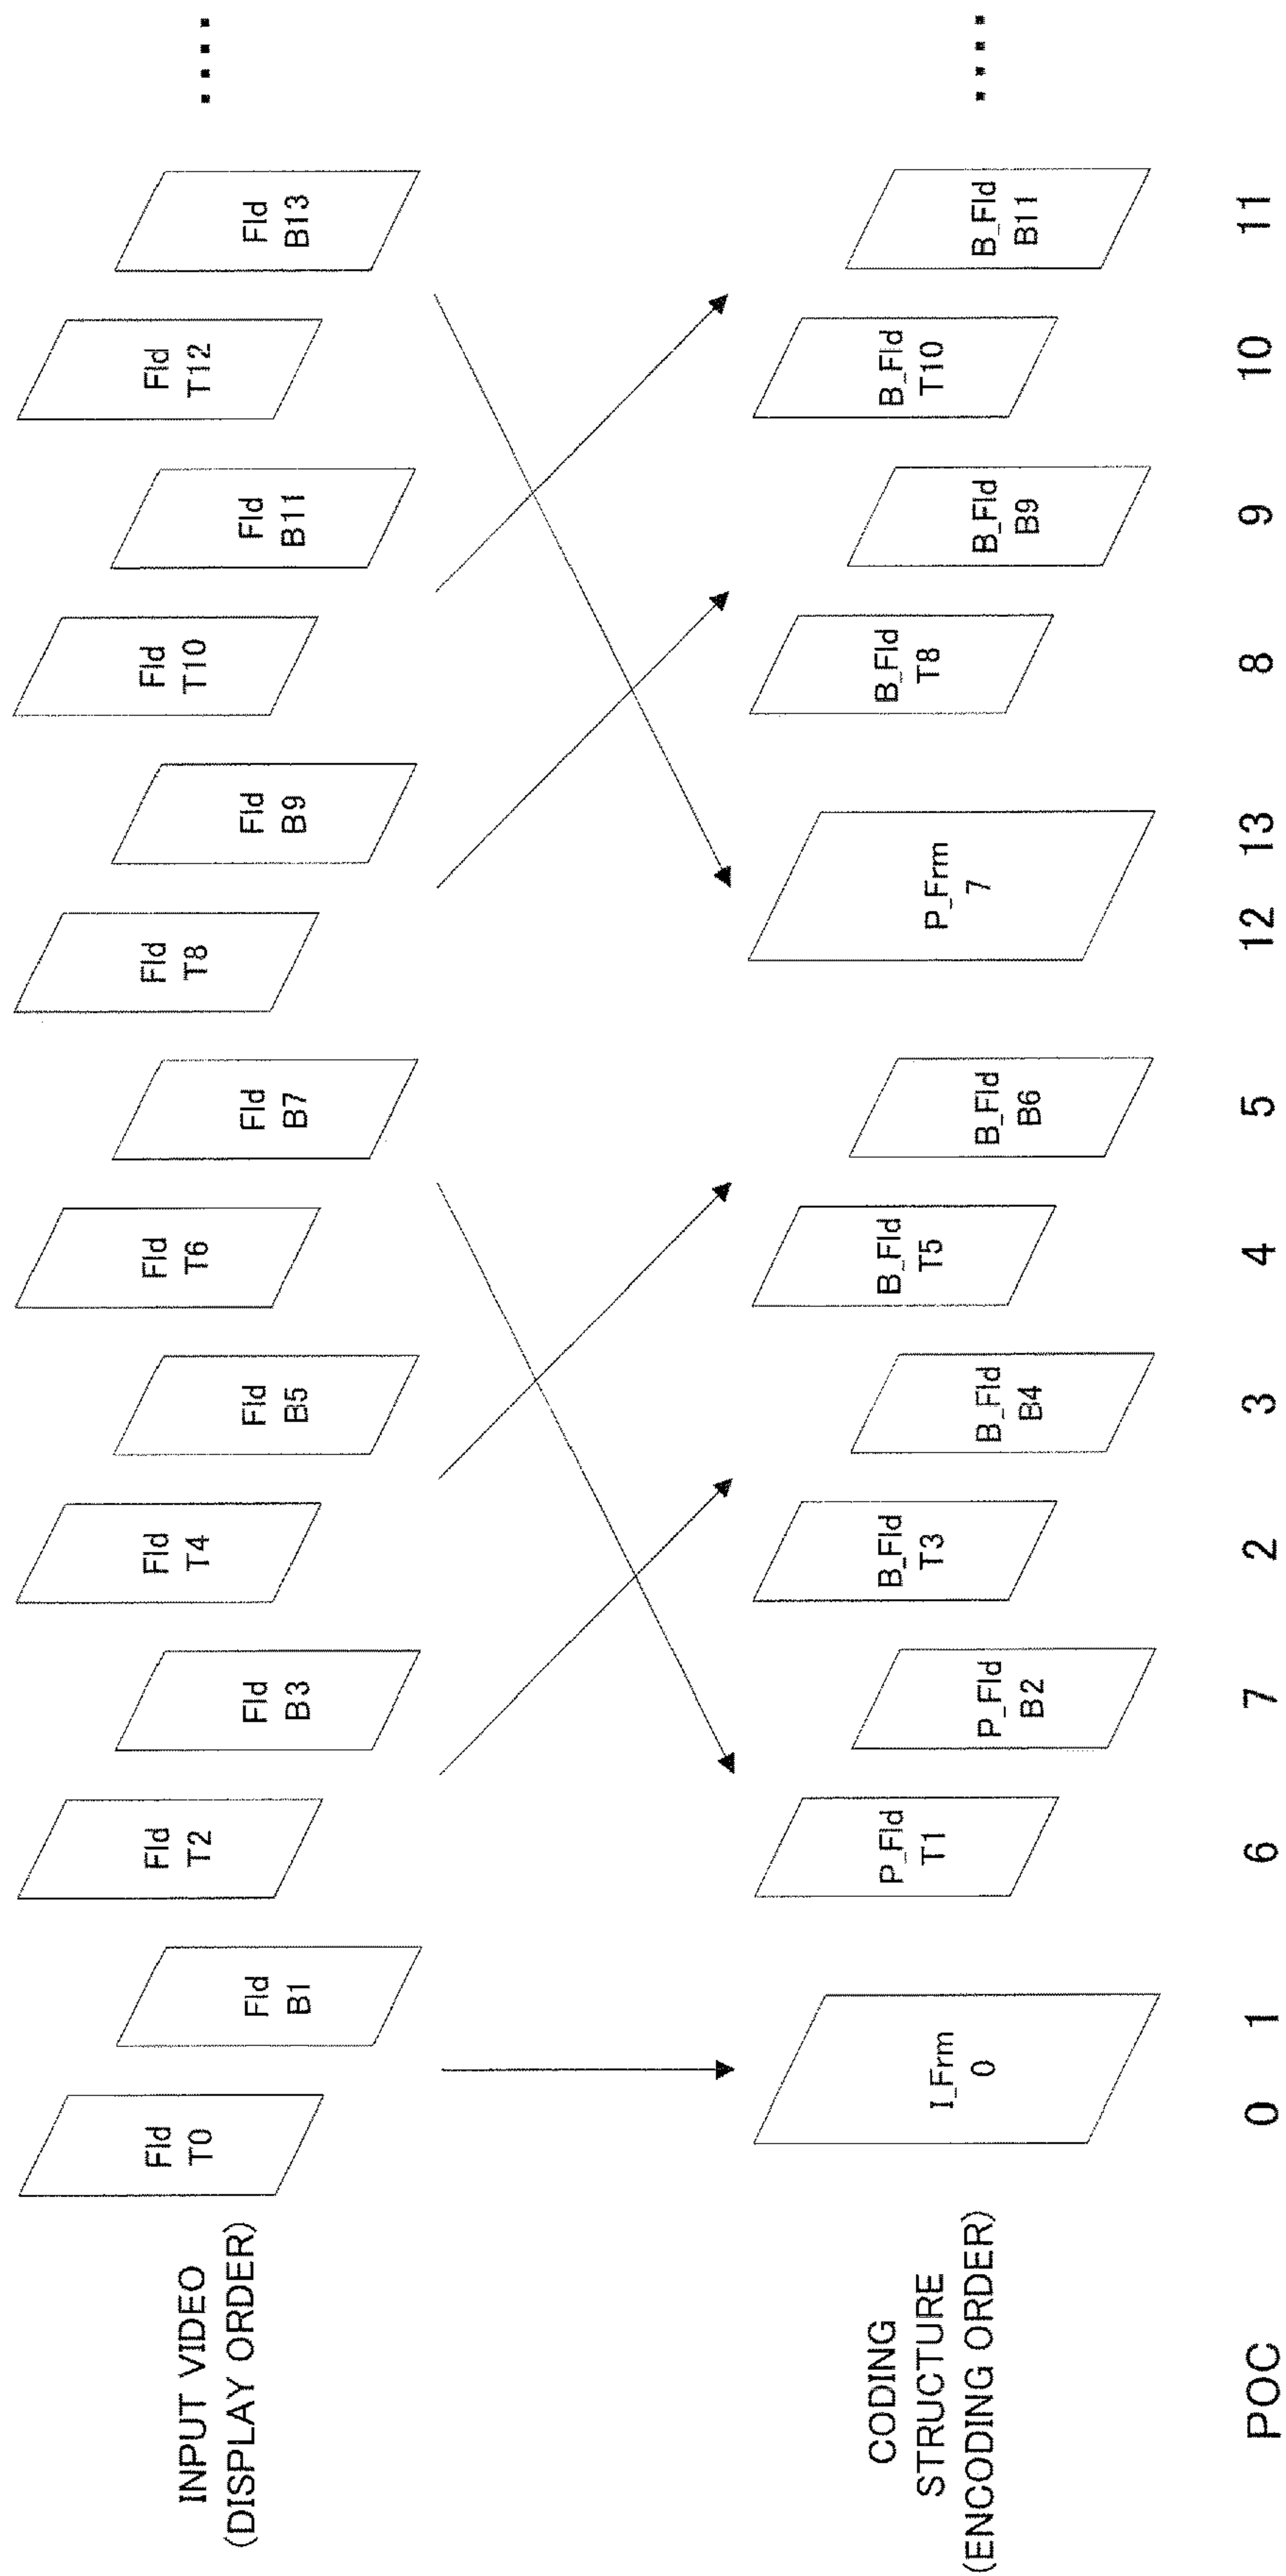 INPUT VIDEO
(DISPLAY ORDER)
Fld
T0
Fld
B1
Fld
T2
Fld
B3
Fld
T4
Fld
B5
Fld
T6
Fld
B7
Fld
T8
Fld
B9
Fld
T10
Fld
B11
Fld
T12
Fld
B13
CODING
STRUCTURE
(ENCODING ORDER)
I_Frm
0
P_Fld
T1
P_Fld
B2
B_Fld
T3
B_Fld
B4
B_Fld
T5
B_Fld
B6
P_Frm
7
B_Fld
T8
B_Fld
B9
B_Fld
T10
B_Fld
B11
POC 0 1 6 7 2 3 4 5 12 13 8 9 10 11